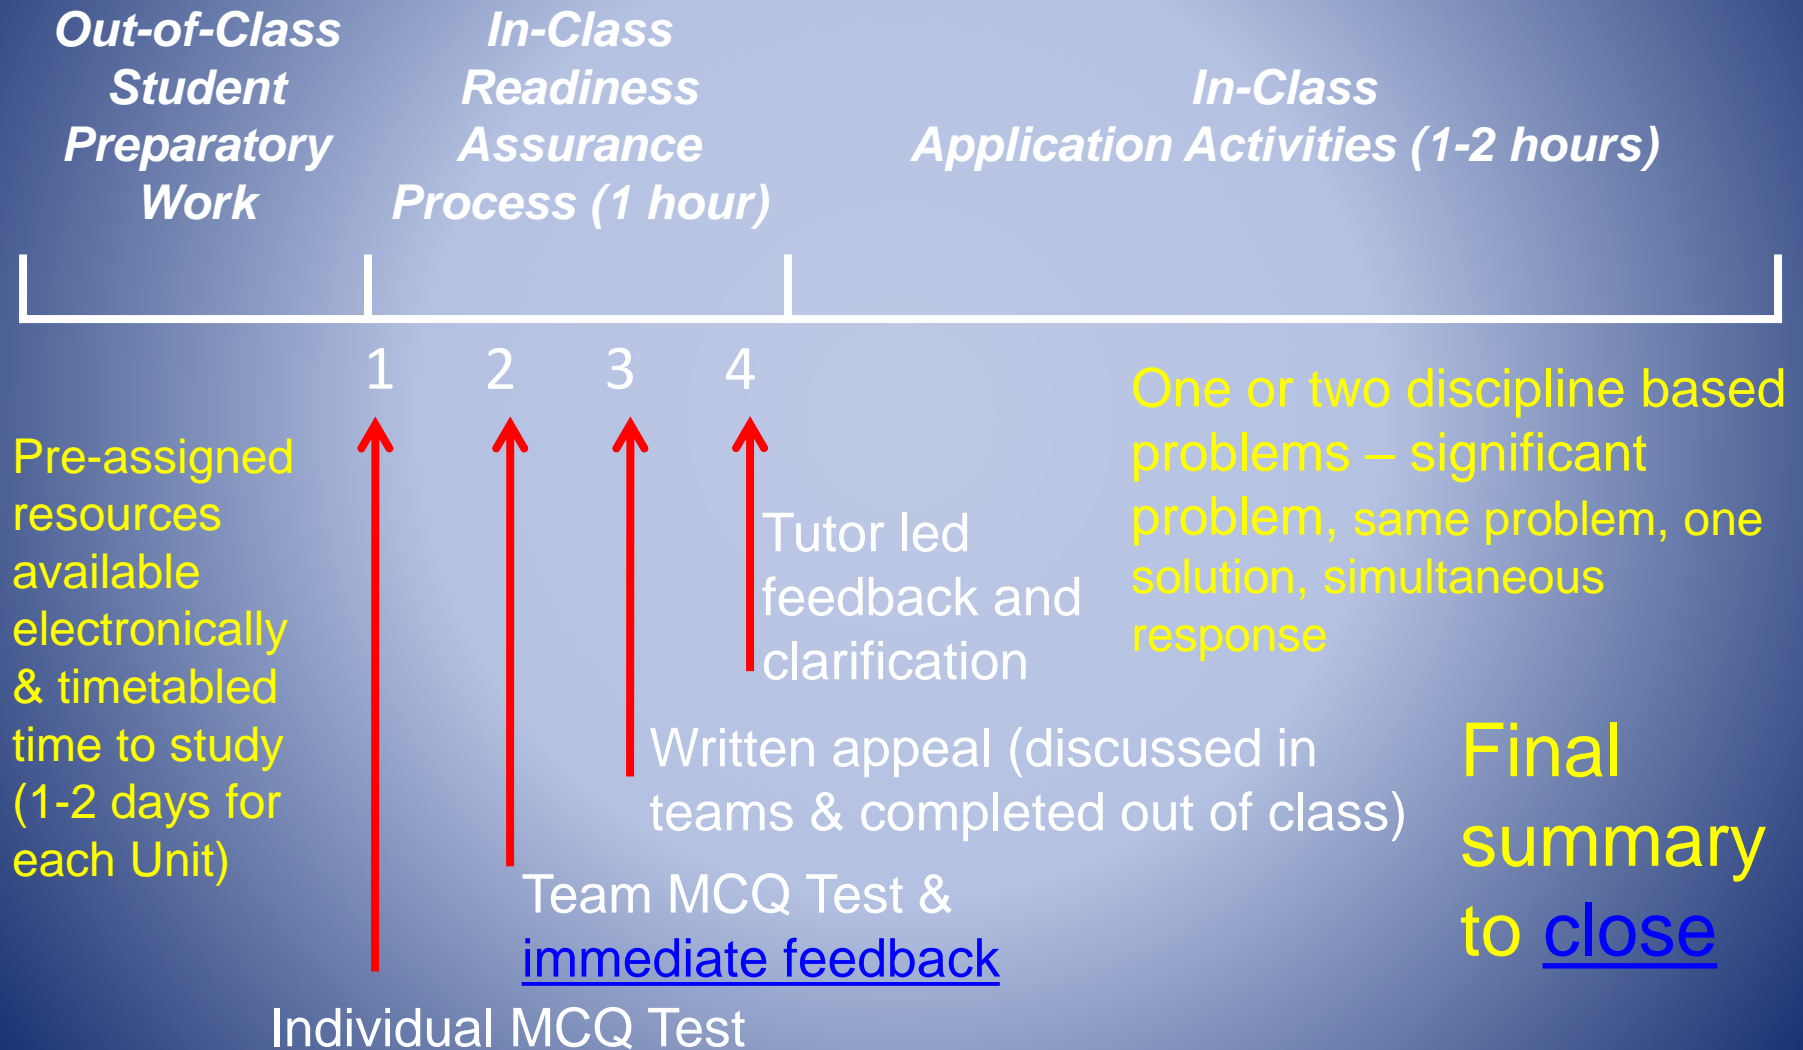 Out-of-Class
Student
Preparatory
Work
In-Class
Readiness
Assurance
Process (1 hour)
In-Class
Application Activities (1-2 hours)
1 2 3 4
Pre-assigned
resources
available
electronically
& timetabled
time to study
(1-2 days for
each Unit)
Individual MCQ Test
Team MCQ Test &
immediate feedback
Written appeal (discussed in
teams & completed out of class)
Tutor led
feedback and
clarification
One or two discipline based
problems – significant
problem, same problem, one
solution, simultaneous
response
Final
summary
to close